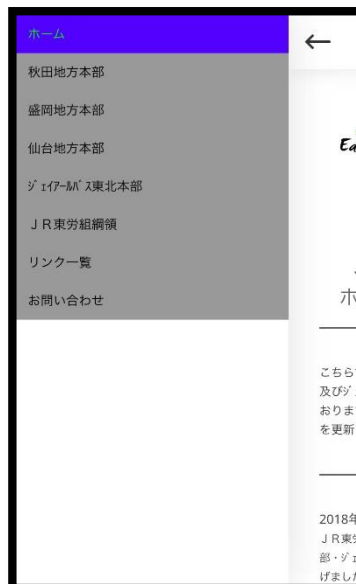 ホーム
秋田地方本部
盛岡地方本部
仙台地方本部
ｼﾞｪｲｱｰﾙﾊﾞｽ東北本部
ＪＲ東労組綱領
リンク一覧
お問い合わせ
←
Ea
ホ
こちら
及びｼﾞ
おりま
を更新
2018年
ＪＲ東労
部・ｼﾞｪ
げました